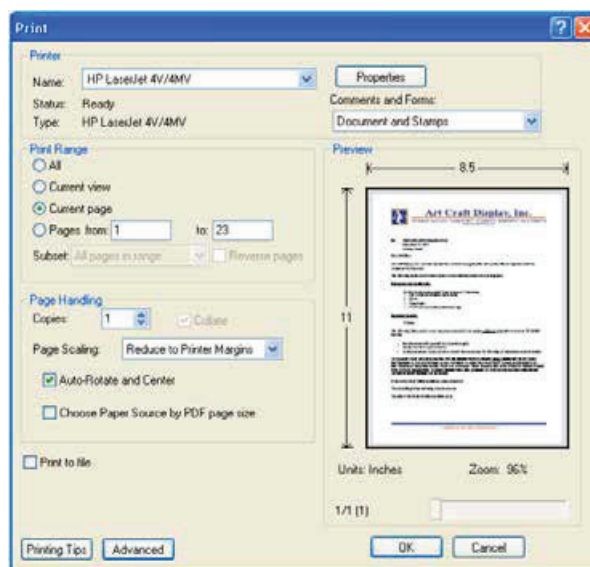 Print
Printer
Name: HP LaserJet 4V/4MV
Properties
Status: Ready
Type: HP LaserJet 4V/4MV
Comments and Forms:
Document and Stamps
Print Range
All
Current view
Current page
Pages from: 1 to: 23
Subset: All pages in range Reverse pages
Page Handling
Copies: 1 Collate
Page Scaling: Reduce to Printer Margins
Auto-Rotate and Center
Choose Paper Source by PDF page size
Print to file
Preview
8.5
11
Art Craft Display, Inc.
Units: Inches Zoom: 96%
1/1 (1)
Printing Tips Advanced OK Cancel